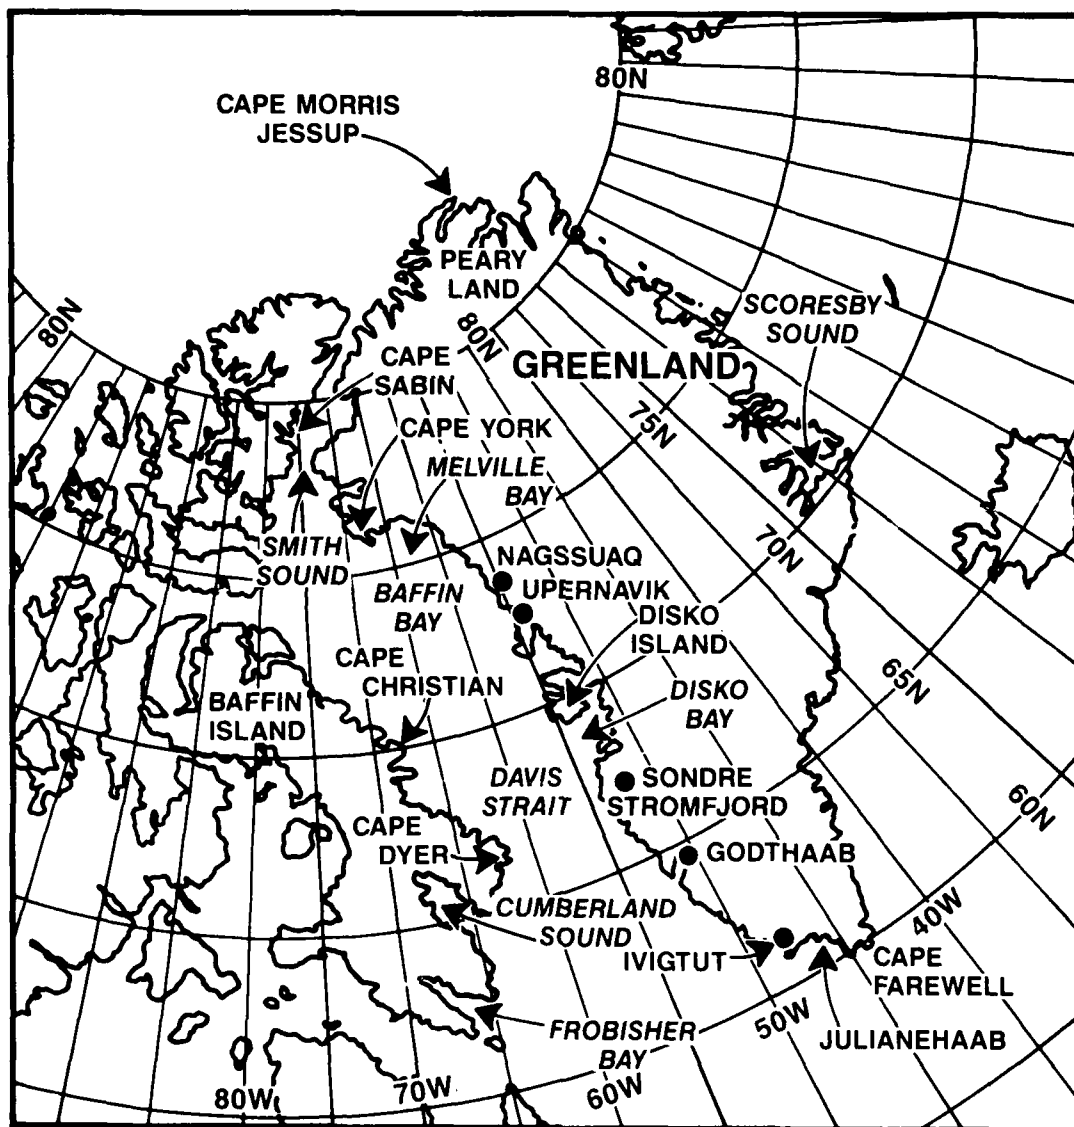 80N
CAPE MORRIS
JESSUP
PEARY
LAND
80N
80N
SCORESBY
SOUND
GREENLAND
CAPE
SABIN
CAPE YORK
75N
MELVILLE
BAY
SMITH
SOUND
70N
NAGSSUAQ
UPERNAVIK
BAFFIN
BAY
DISKO
ISLAND
CAPE
CHRISTIAN
65N
BAFFIN
ISLAND
DISKO
BAY
DAVIS
STRAIT
SONDRE
STROMFJORD
60N
CAPE
DYER
GODTHAAB
CUMBERLAND
SOUND
40W
IVIGTUT
CAPE
FAREWELL
50W
FROBISHER
BAY
JULIANEHAAB
80W
70W
60W